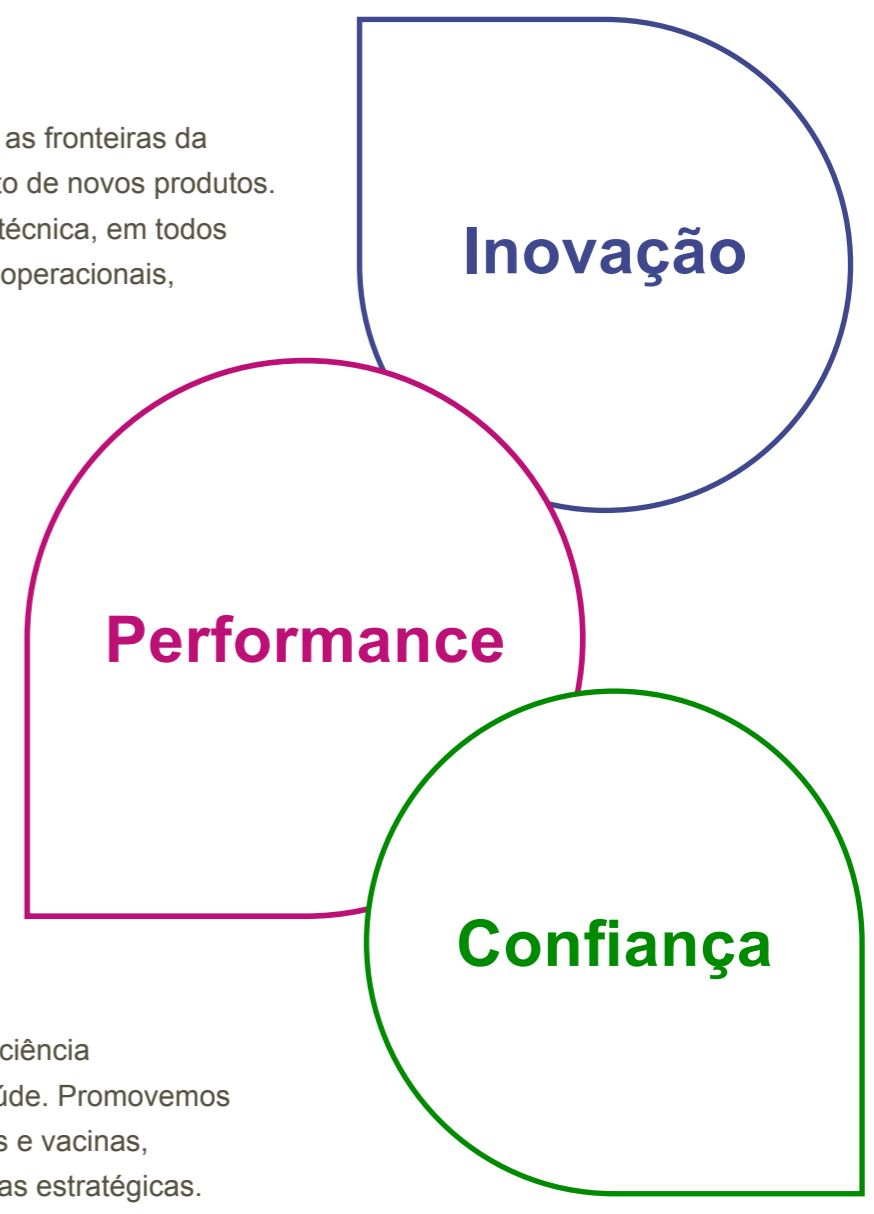 as fronteiras da
to de novos produtos.
técnica, em todos
operacionais,
Inovação
Performance
Confiança
ciência
úde. Promovemos
s e vacinas,
as estratégicas.